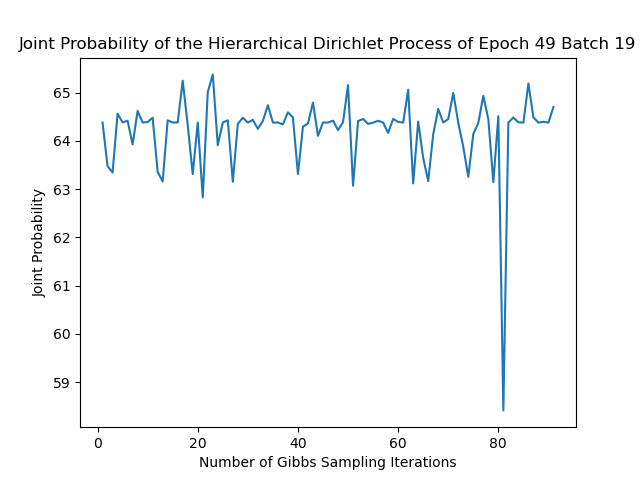 Joint Probability of the Hierarchical Dirichlet Process of Epoch 49 Batch 19
65
64
63
62
61
60
59
Joint Probability
0 20 40 60 80
Number of Gibbs Sampling Iterations